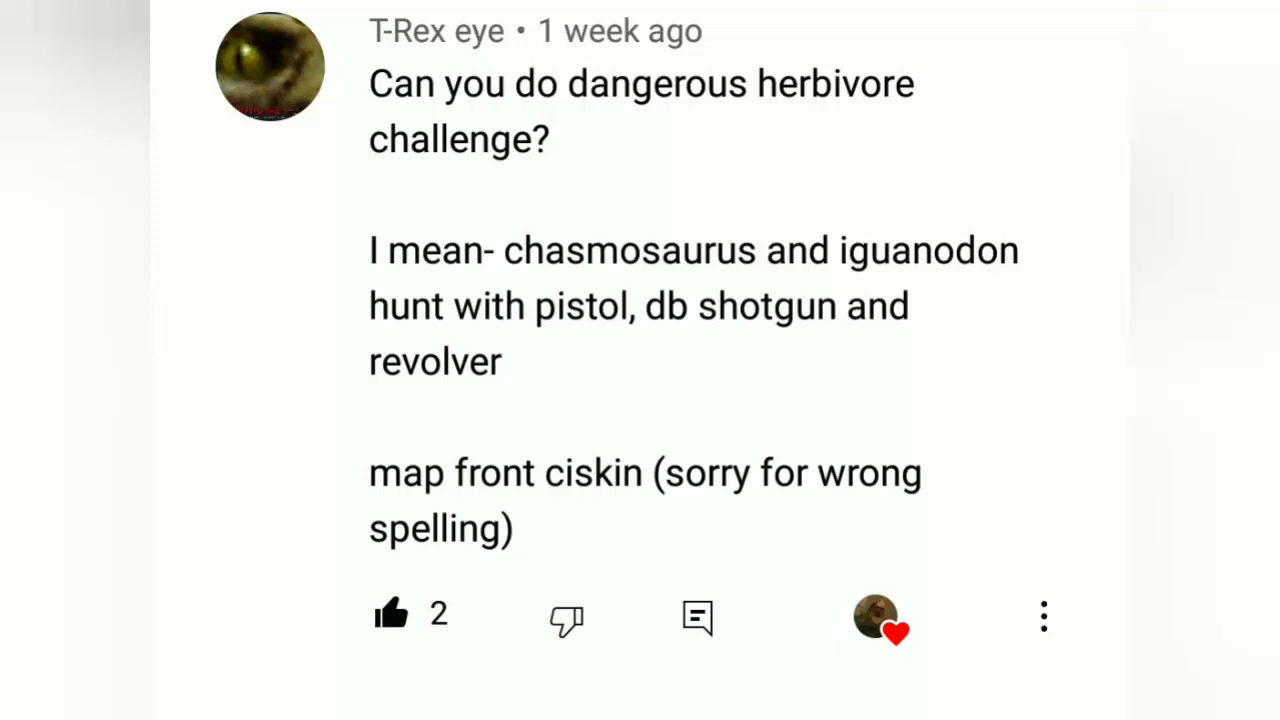 T-Rex eye • 1 week ago
Can you do dangerous herbivore
challenge?
I mean- chasmosaurus and iguanodon
hunt with pistol, db shotgun and
revolver
map front ciskin (sorry for wrong
spelling)
2